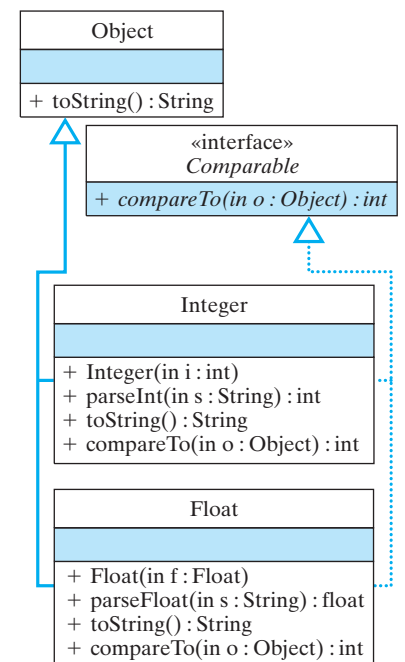 Object
+ toString() : String
«interface»
Comparable
+ compareTo(in o : Object) : int
Integer
+ Integer(in i : int)
+ parseInt(in s : String) : int
+ toString() : String
+ compareTo(in o : Object) : int
Float
+ Float(in f : Float)
+ parseFloat(in s : String) : float
+ toString() : String
+ compareTo(in o : Object) : int